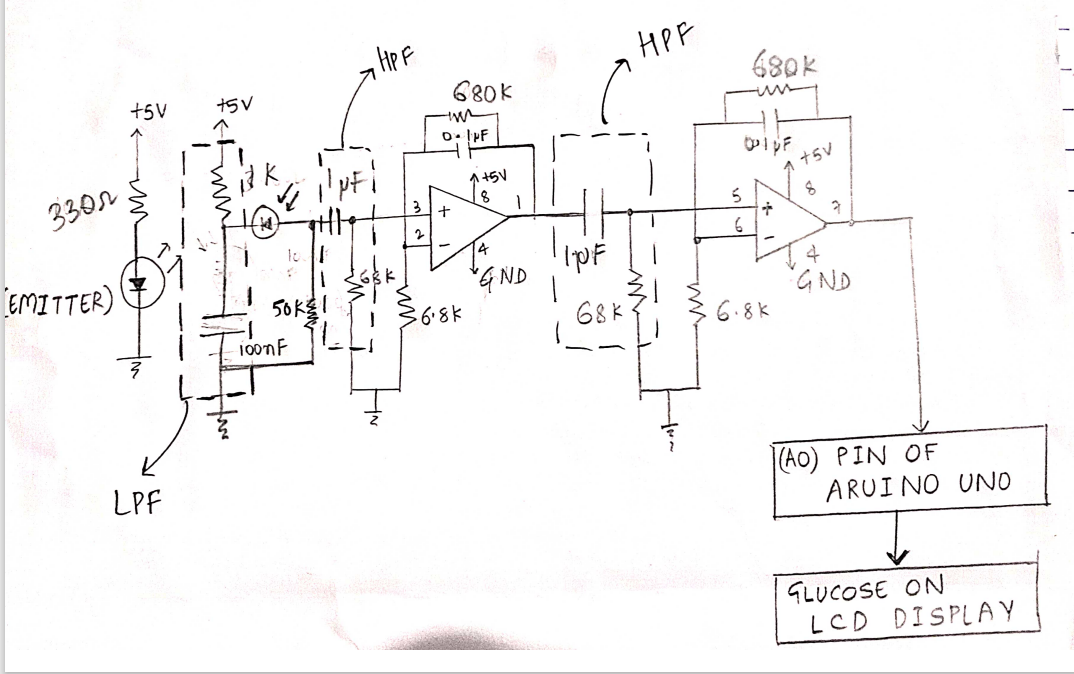 HPF
HPF
680K
680K
+5V
+5V
0.1µF
0.1µF
+5V
+5V
1K
1µF
330Ω
3
+
8
1
5
+
8
7
2
-
4
6
-
4
GND
GND
1µF
(EMITTER)
68K
50K
6.8K
68K
6.8K
100nF
LPF
(A0) PIN OF
ARUINO UNO
GLUCOSE ON
LCD DISPLAY